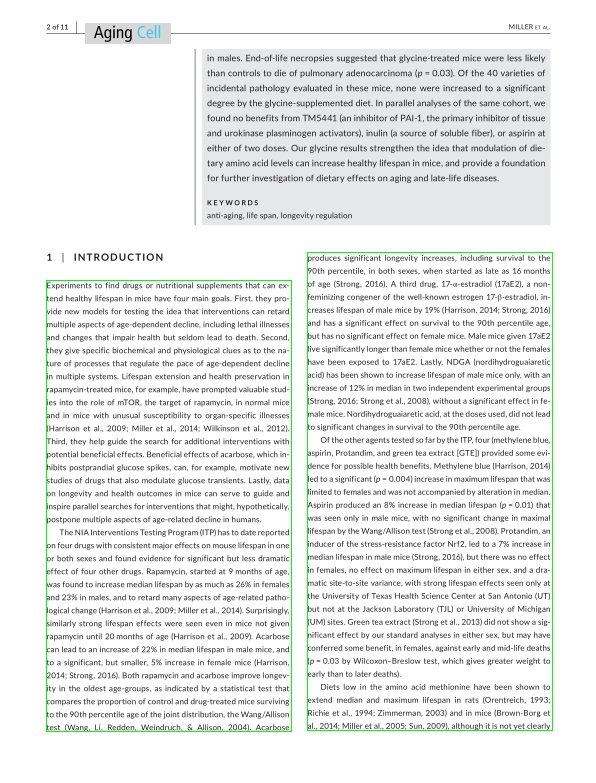 2 of 11
Aging Cell
MILLER ET AL.
in males. End-of-life necropsies suggested that glycine-treated mice were less likely
than controls to die of pulmonary adenocarcinoma (p = 0.03). Of the 40 varieties of
incidental pathology evaluated in these mice, none were increased to a significant
degree by the glycine-supplemented diet. In parallel analyses of the same cohort, we
found no benefits from TM5441 (an inhibitor of PAI-1, the primary inhibitor of tissue
and urokinase plasminogen activators), inulin (a source of soluble fiber), or aspirin at
either of two doses. Our glycine results strengthen the idea that modulation of die-
tary amino acid levels can increase healthy lifespan in mice, and provide a foundation
for further investigation of dietary effects on aging and late-life diseases.
KEYWORDS
anti-aging, life span, longevity regulation
1 | INTRODUCTION
Experiments to find drugs or nutritional supplements that can ex-
tend healthy lifespan in mice have four main goals. First, they pro-
vide new models for testing the idea that interventions can retard
multiple aspects of age-dependent decline, including lethal illnesses
and changes that impair health but seldom lead to death. Second,
they give specific biochemical and physiological clues as to the na-
ture of processes that regulate the pace of age-dependent decline
in multiple systems. Lifespan extension and health preservation in
rapamycin-treated mice, for example, have prompted valuable stud-
ies into the role of mTOR, the target of rapamycin, in normal mice
and in mice with unusual susceptibility to organ-specific illnesses
(Harrison et al., 2009; Miller et al., 2014; Wilkinson et al., 2012).
Third, they help guide the search for additional interventions with
potential beneficial effects. Beneficial effects of acarbose, which in-
hibits postprandial glucose spikes, can, for example, motivate new
studies of drugs that also modulate glucose transients. Lastly, data
on longevity and health outcomes in mice can serve to guide and
inspire parallel searches for interventions that might, hypothetically,
postpone multiple aspects of age-related decline in humans.
The NIA Interventions Testing Program (ITP) has to date reported
on four drugs with consistent major effects on mouse lifespan in one
or both sexes and found evidence for significant but less dramatic
effect of four other drugs. Rapamycin, started at 9 months of age,
was found to increase median lifespan by as much as 26% in females
and 23% in males, and to retard many aspects of age-related patho-
logical change (Harrison et al., 2009; Miller et al., 2014). Surprisingly,
similarly strong lifespan effects were seen even in mice not given
rapamycin until 20 months of age (Harrison et al., 2009). Acarbose
can lead to an increase of 22% in median lifespan in male mice, and
to a significant, but smaller, 5% increase in female mice (Harrison,
2014; Strong, 2016). Both rapamycin and acarbose improve longev-
ity in the oldest age-groups, as indicated by a statistical test that
compares the proportion of control and drug-treated mice surviving
to the 90th percentile age of the joint distribution, the Wang/Allison
test (Wang, Li, Redden, Weindruch, & Allison, 2004). Acarbose
produces significant longevity increases, including survival to the
90th percentile, in both sexes, when started as late as 16 months
of age (Strong, 2016). A third drug, 17-α-estradiol (17aE2), a non-
feminizing congener of the well-known estrogen 17-β-estradiol, in-
creases lifespan of male mice by 19% (Harrison, 2014; Strong, 2016)
and has a significant effect on survival to the 90th percentile age,
but has no significant effect on female mice. Male mice given 17aE2
live significantly longer than female mice whether or not the females
have been exposed to 17aE2. Lastly, NDGA (nordihydroguaiaretic
acid) has been shown to increase lifespan of male mice only, with an
increase of 12% in median in two independent experimental groups
(Strong, 2016; Strong et al., 2008), without a significant effect in fe-
male mice. Nordihydroguaiaretic acid, at the doses used, did not lead
to significant changes in survival to the 90th percentile age.
Of the other agents tested so far by the ITP, four (methylene blue,
aspirin, Protandim, and green tea extract [GTE]) provided some evi-
dence for possible health benefits. Methylene blue (Harrison, 2014)
led to a significant (p = 0.004) increase in maximum lifespan that was
limited to females and was not accompanied by alteration in median.
Aspirin produced an 8% increase in median lifespan (p = 0.01) that
was seen only in male mice, with no significant change in maximal
lifespan by the Wang/Allison test (Strong et al., 2008). Protandim, an
inducer of the stress-resistance factor Nrf2, led to a 7% increase in
median lifespan in male mice (Strong, 2016), but there was no effect
in females, no effect on maximum lifespan in either sex, and a dra-
matic site-to-site variance, with strong lifespan effects seen only at
the University of Texas Health Science Center at San Antonio (UT)
but not at the Jackson Laboratory (TJL) or University of Michigan
(UM) sites. Green tea extract (Strong et al., 2013) did not show a sig-
nificant effect by our standard analyses in either sex, but may have
conferred some benefit, in females, against early and mid-life deaths
(p = 0.03 by Wilcoxon–Breslow test, which gives greater weight to
early than to later deaths).
Diets low in the amino acid methionine have been shown to
extend median and maximum lifespan in rats (Orentreich, 1993;
Richie et al., 1994; Zimmerman, 2003) and in mice (Brown-Borg et
al., 2014; Miller et al., 2005; Sun, 2009), although it is not yet clearly